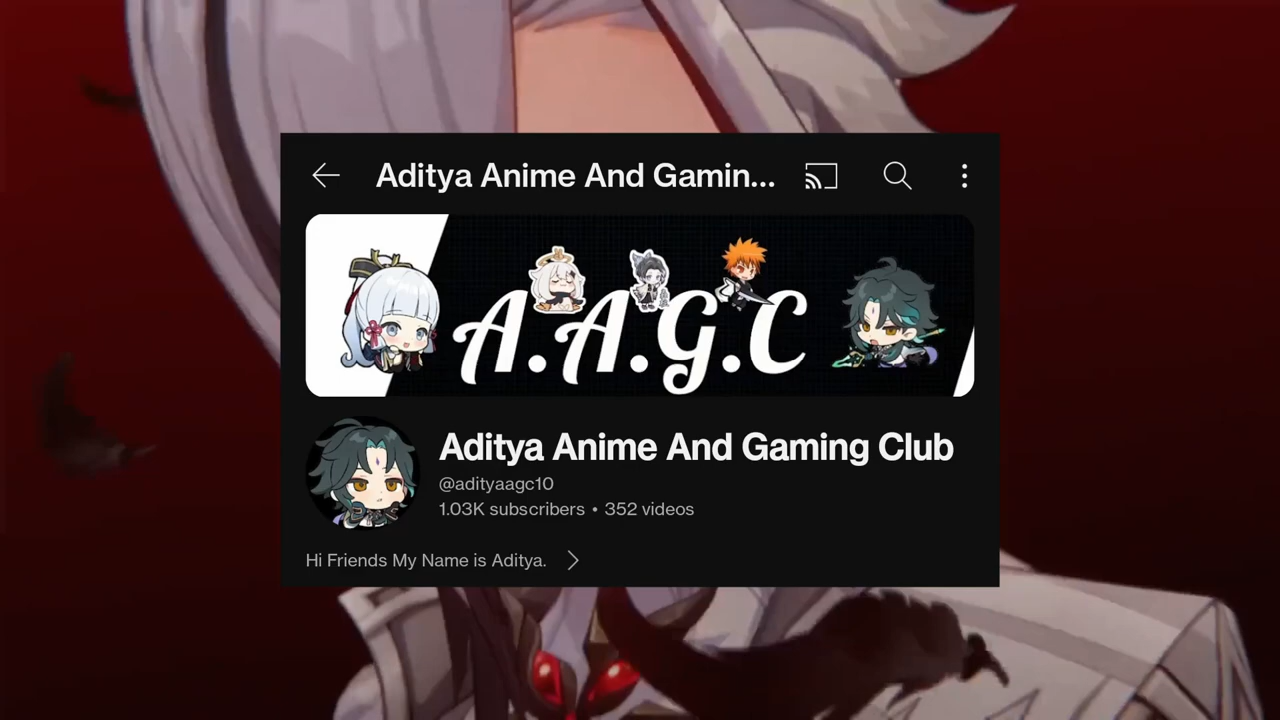 Aditya Anime And Gamin...
A.A.G.C
Aditya Anime And Gaming Club
@adityaagc10
1.03K subscribers • 352 videos
Hi Friends My Name is Aditya.